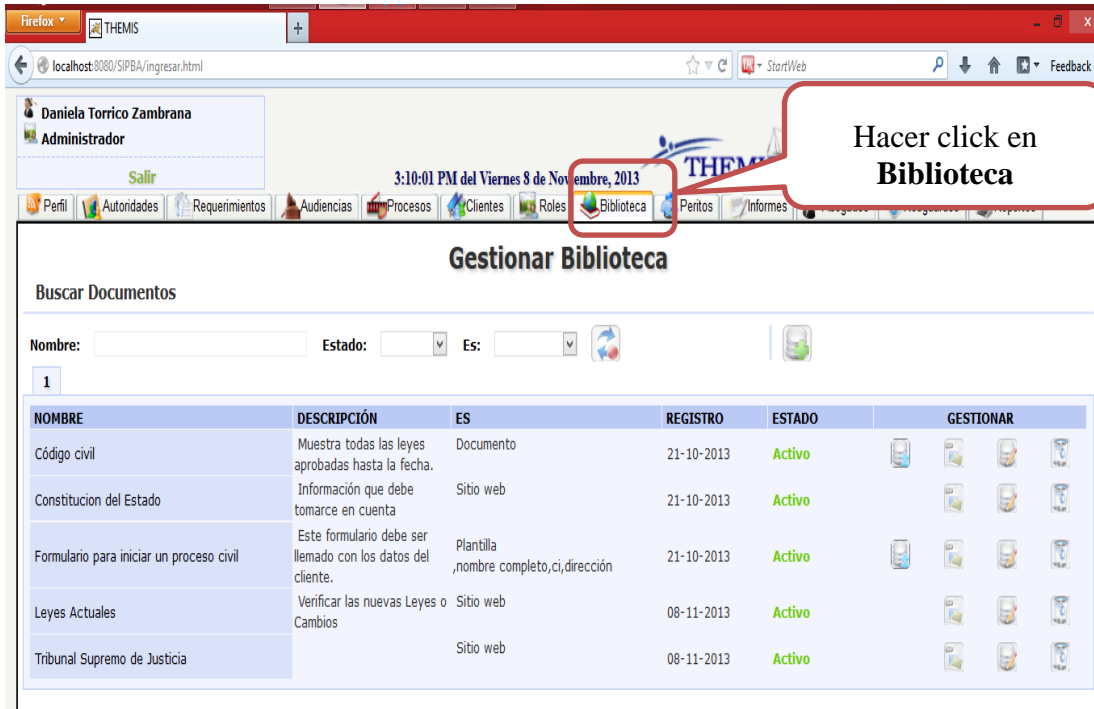 Firefox
THEMIS
+
localhost:8080/SIPBA/ingresar.html
StartWeb
Feedback
Daniela Torrico Zambrana
Administrador
Salir
3:10:01 PM del Viernes 8 de Noviembre, 2013
THEMIS
Hacer click en
Biblioteca
Perfil Autoridades Requerimientos Audiencias Procesos Clientes Roles Biblioteca Peritos Informes
Gestionar Biblioteca
Buscar Documentos
Nombre: Estado: Es:
1
NOMBRE DESCRIPCIÓN ES REGISTRO ESTADO GESTIONAR
Código civil Muestra todas las leyes aprobadas hasta la fecha. Documento 21-10-2013 Activo
Constitucion del Estado Información que debe tomarce en cuenta Sitio web 21-10-2013 Activo
Formulario para iniciar un proceso civil Este formulario debe ser llemado con los datos del cliente. Plantilla ,nombre completo,ci,dirección 21-10-2013 Activo
Leyes Actuales Verificar las nuevas Leyes o Cambios Sitio web 08-11-2013 Activo
Tribunal Supremo de Justicia Sitio web 08-11-2013 Activo